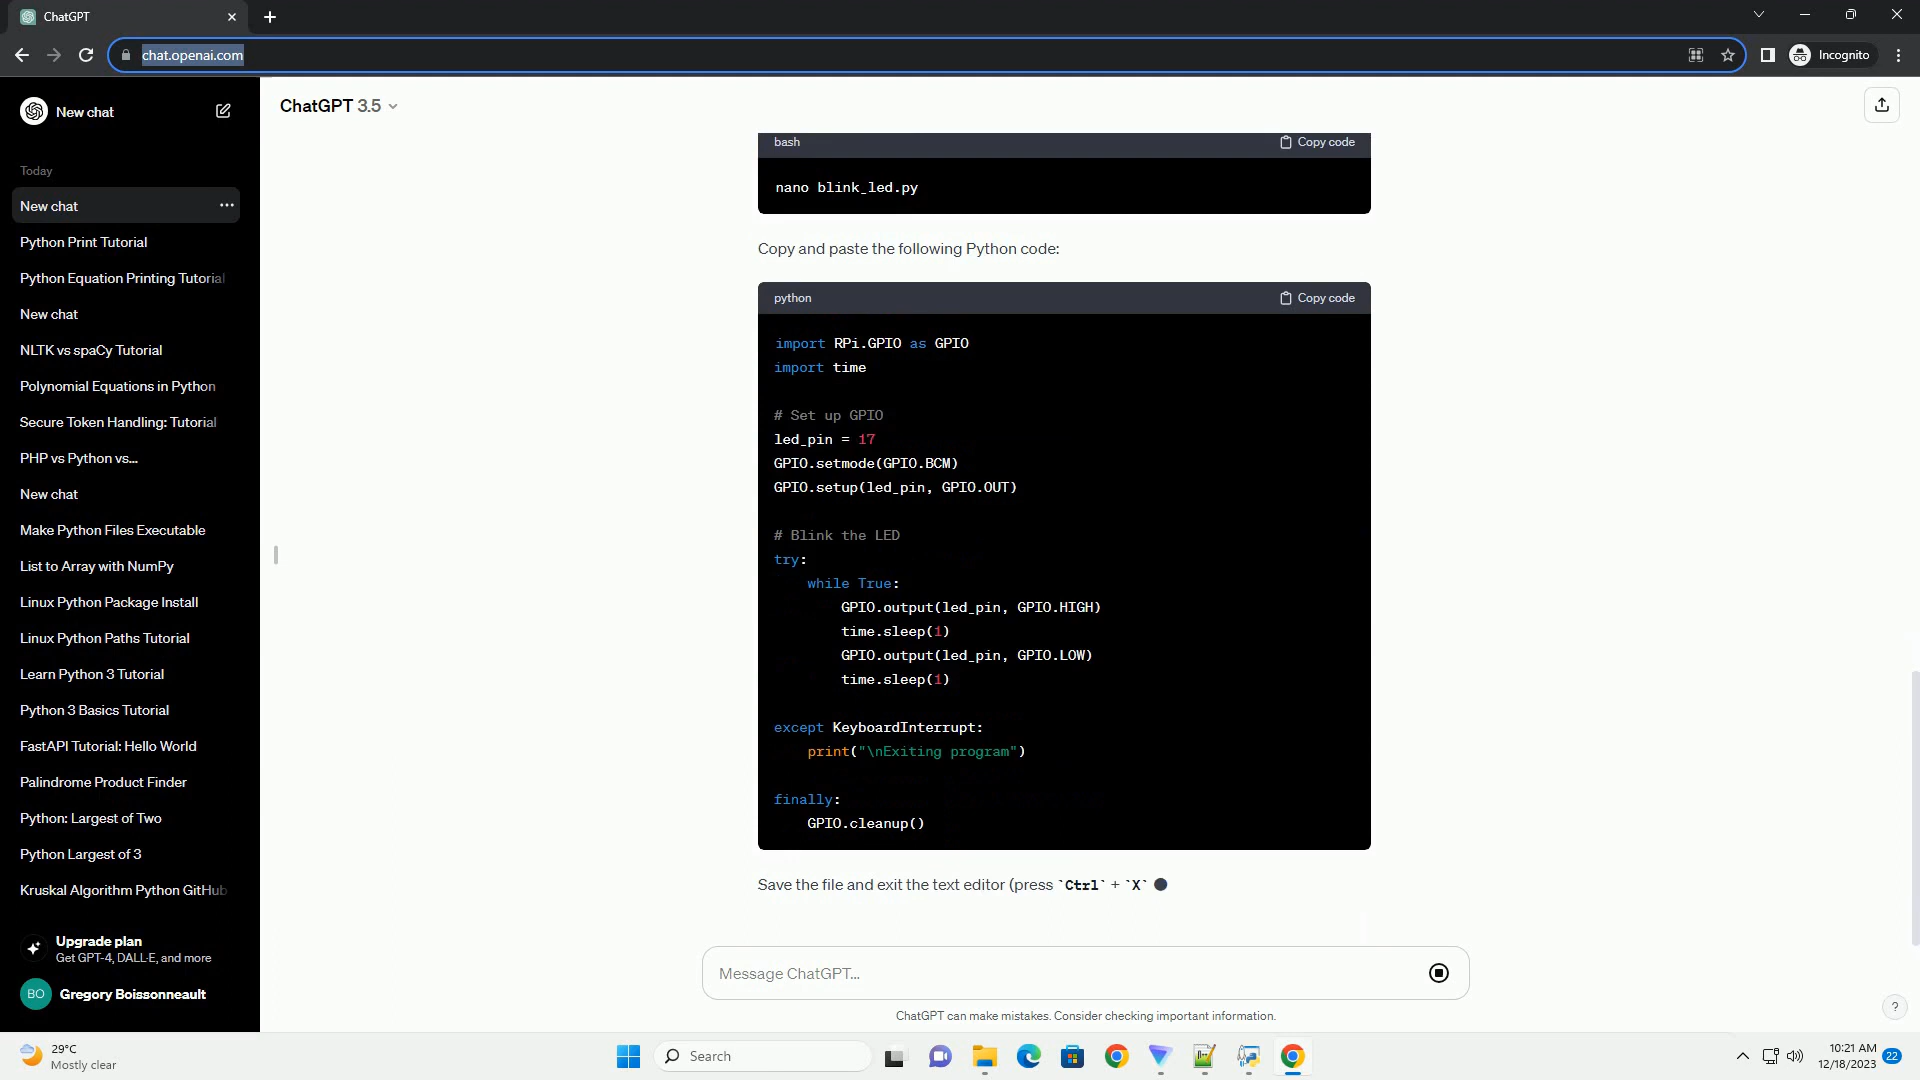 ChatGPT
chat.openai.com
Incognito
New chat
Today
New chat
Python Print Tutorial
Python Equation Printing Tutorial
New chat
NLTK vs spaCy Tutorial
Polynomial Equations in Python
Secure Token Handling: Tutorial
PHP vs Python vs...
New chat
Make Python Files Executable
List to Array with NumPy
Linux Python Package Install
Linux Python Paths Tutorial
Learn Python 3 Tutorial
Python 3 Basics Tutorial
FastAPI Tutorial: Hello World
Palindrome Product Finder
Python: Largest of Two
Python Largest of 3
Kruskal Algorithm Python GitHub
Upgrade plan
Get GPT-4, DALL·E, and more
BO Gregory Boissonneault
ChatGPT 3.5
bash Copy code
nano blink_led.py
Copy and paste the following Python code:
python Copy code
import RPi.GPIO as GPIO
import time
# Set up GPIO
led_pin = 17
GPIO.setmode(GPIO.BCM)
GPIO.setup(led_pin, GPIO.OUT)
# Blink the LED
try:
while True:
GPIO.output(led_pin, GPIO.HIGH)
time.sleep(1)
GPIO.output(led_pin, GPIO.LOW)
time.sleep(1)
except KeyboardInterrupt:
print("\nExiting program")
finally:
GPIO.cleanup()
Save the file and exit the text editor (press `Ctrl` + `X`
Message ChatGPT...
ChatGPT can make mistakes. Consider checking important information.
?
29°C
Mostly clear
Search
10:21 AM
12/18/2023
22